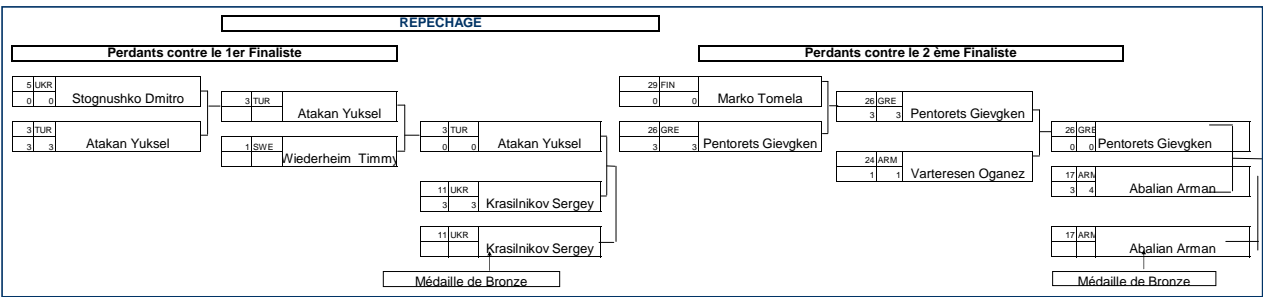 REPECHAGE
Perdants contre le 1er Finaliste
Perdants contre le 2 ème Finaliste
5 UKR
0 0 Stognushko Dmitro
3 TUR
3 3 Atakan Yuksel
3 TUR
Atakan Yuksel
1 SWE
Wiederheim Timmy
3 TUR
0 0 Atakan Yuksel
11 UKR
3 3 Krasilnikov Sergey
11 UKR
Krasilnikov Sergey
Médaille de Bronze
29 FIN
0 0 Marko Tomela
26 GRE
3 3 Pentorets Gievgken
26 GRE
3 3 Pentorets Gievgken
24 ARM
1 1 Varteresen Oganez
26 GRE
0 0 Pentorets Gievgken
17 ARM
3 4 Abalian Arman
17 ARM
Abalian Arman
Médaille de Bronze